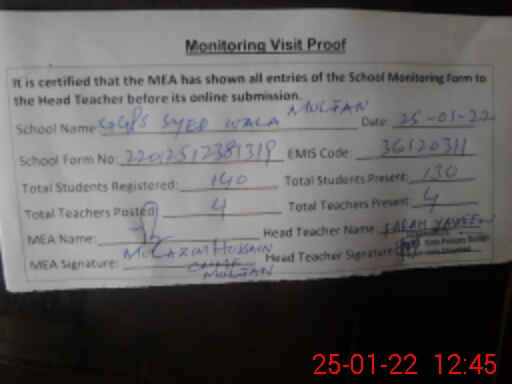 Monitoring Visit Proof
It is certified that the MEA has shown all entries of the School Monitoring Form to
the Head Teacher before its online submission.
School Name: GGPS SYED WALA MULTAN Date: 25-01-22
School Form No: 22012512381319 EMIS Code: 36120311
Total Students Registered: 140 Total Students Present: 130
Total Teachers Posted: 4 Total Teachers Present: 4
MEA Name: Head Teacher Name: FARAH
HUSSAIN
MEA Signature: Head Teacher Signature
MULTAN
25-01-22 12:45